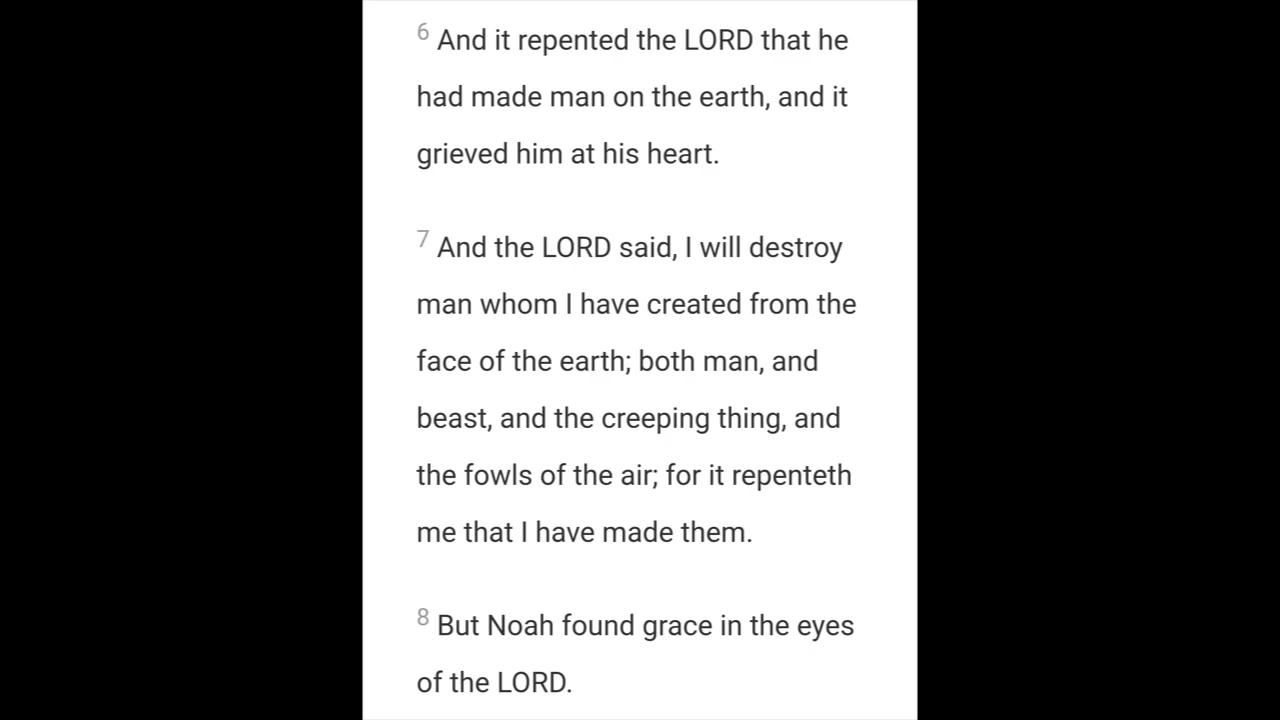 6 And it repented the LORD that he
had made man on the earth, and it
grieved him at his heart.
7 And the LORD said, I will destroy
man whom I have created from the
face of the earth; both man, and
beast, and the creeping thing, and
the fowls of the air; for it repenteth
me that I have made them.
8 But Noah found grace in the eyes
of the LORD.